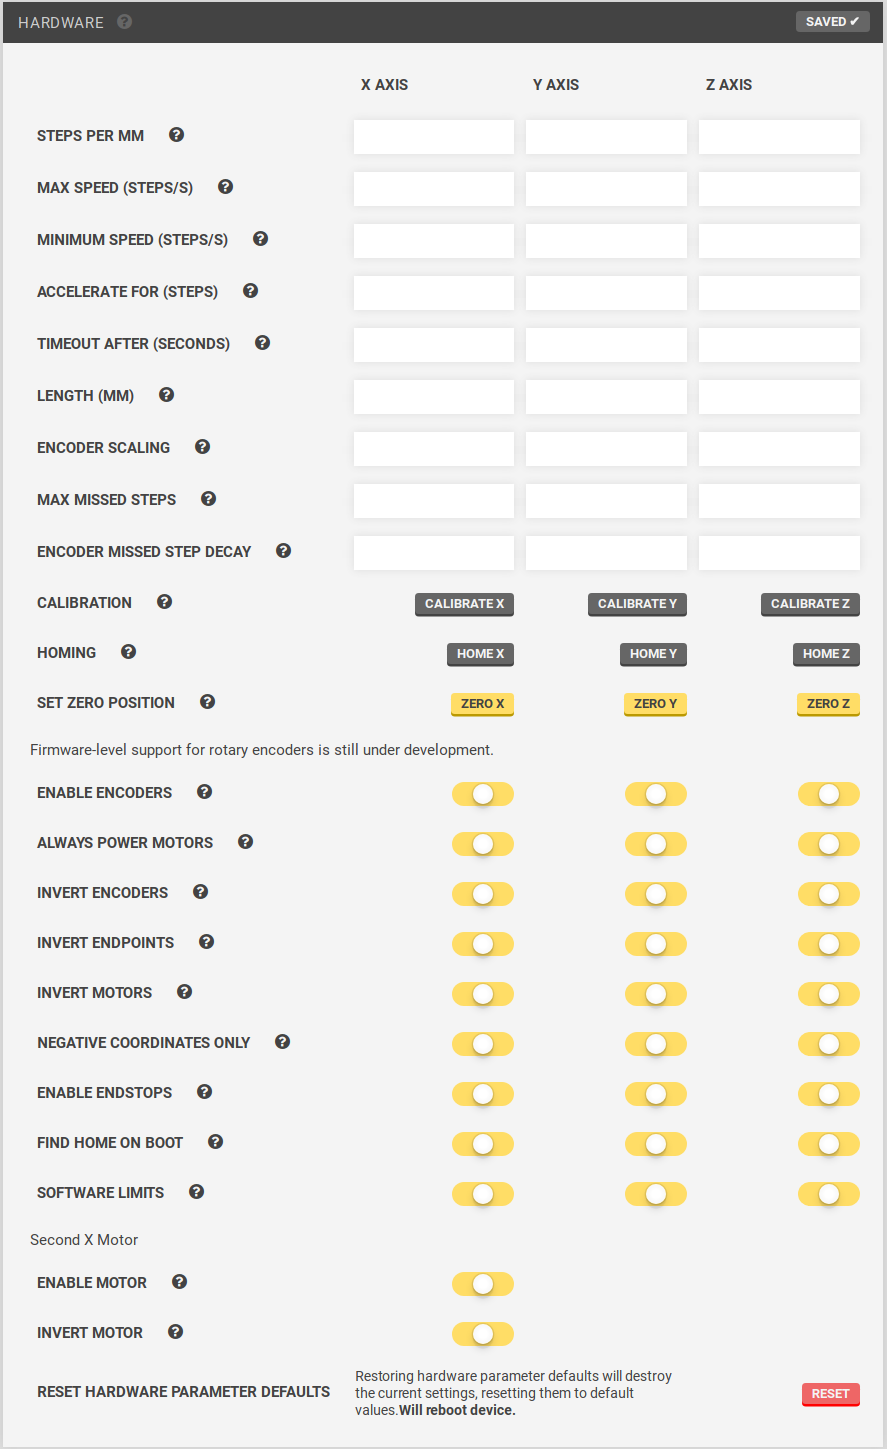 HARDWARE ? SAVED ✔
X AXIS Y AXIS Z AXIS
STEPS PER MM ?
MAX SPEED (STEPS/S) ?
MINIMUM SPEED (STEPS/S) ?
ACCELERATE FOR (STEPS) ?
TIMEOUT AFTER (SECONDS) ?
LENGTH (MM) ?
ENCODER SCALING ?
MAX MISSED STEPS ?
ENCODER MISSED STEP DECAY ?
CALIBRATION ? CALIBRATE X CALIBRATE Y CALIBRATE Z
HOMING ? HOME X HOME Y HOME Z
SET ZERO POSITION ? ZERO X ZERO Y ZERO Z
Firmware-level support for rotary encoders is still under development.
ENABLE ENCODERS ?
ALWAYS POWER MOTORS ?
INVERT ENCODERS ?
INVERT ENDPOINTS ?
INVERT MOTORS ?
NEGATIVE COORDINATES ONLY ?
ENABLE ENDSTOPS ?
FIND HOME ON BOOT ?
SOFTWARE LIMITS ?
Second X Motor
ENABLE MOTOR ?
INVERT MOTOR ?
RESET HARDWARE PARAMETER DEFAULTS
Restoring hardware parameter defaults will destroy
the current settings, resetting them to default
values.Will reboot device.
RESET